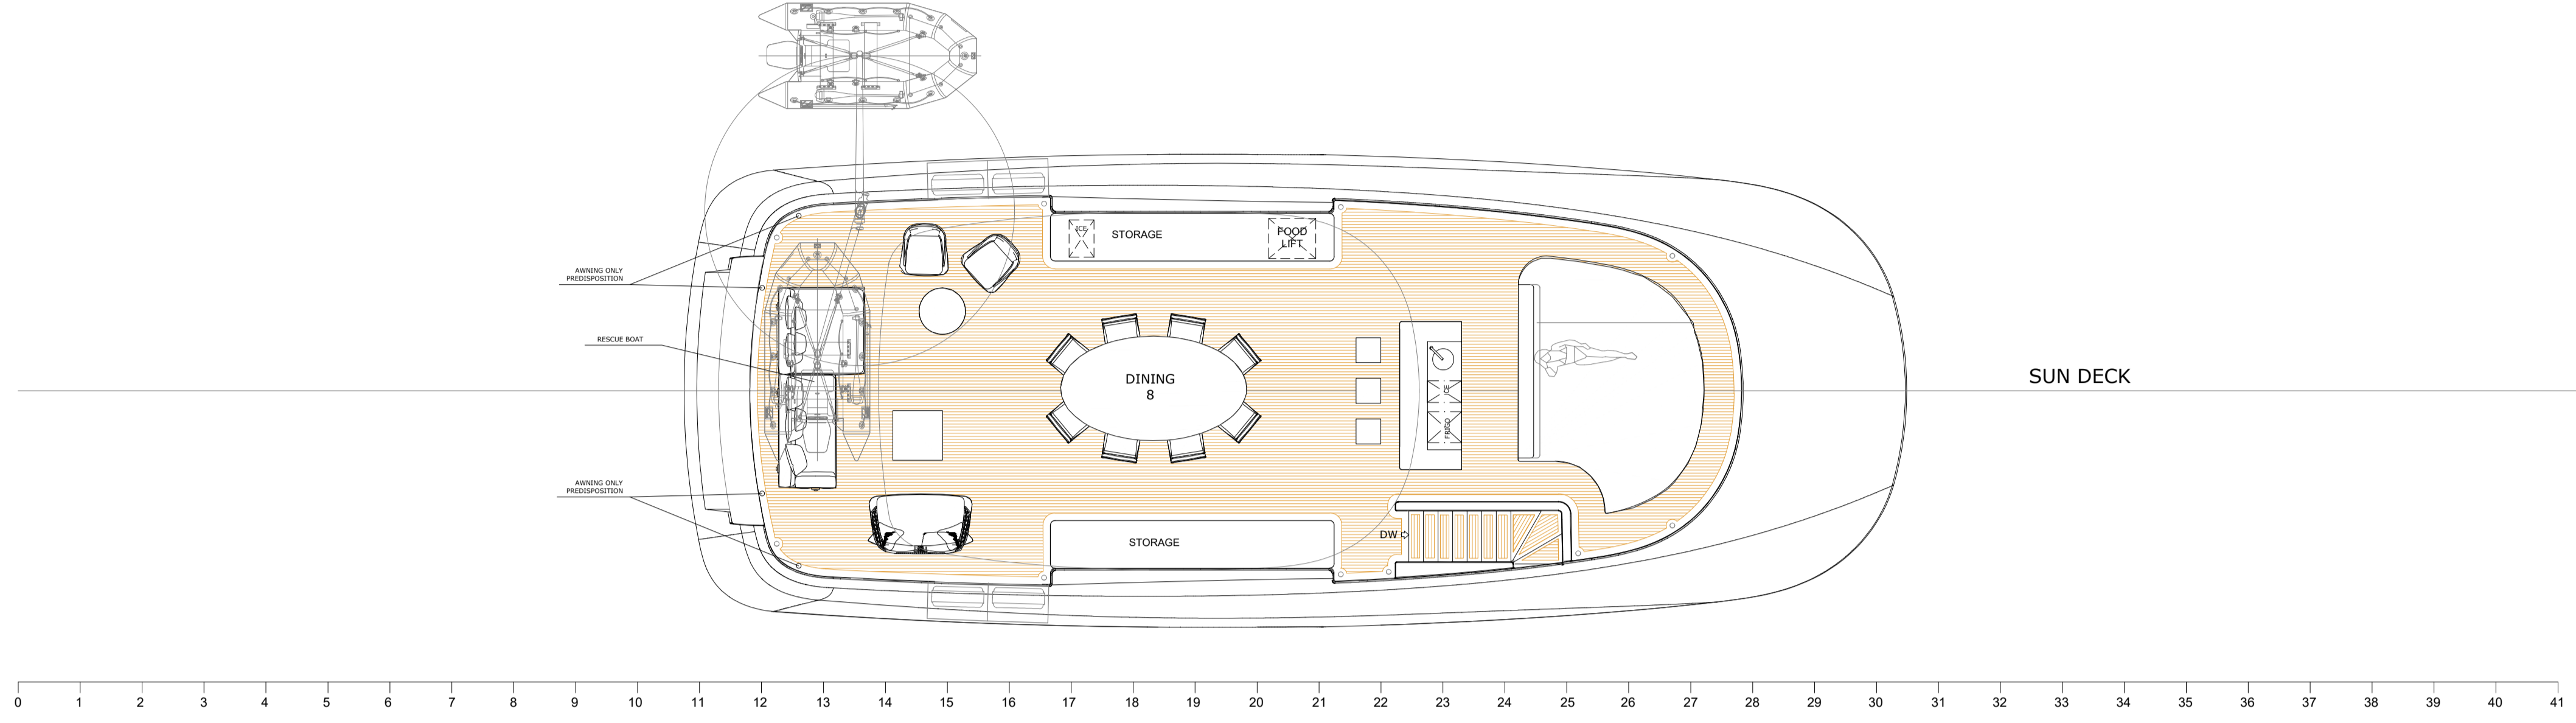 ICE
STORAGE
FOOD
LIFT
AWNING ONLY
PREDISPOSITION
RESCUE BOAT
DINING
8
ICE
FRIGO
SUN DECK
AWNING ONLY
PREDISPOSITION
STORAGE
DW
0 1 2 3 4 5 6 7 8 9 10 11 12 13 14 15 16 17 18 19 20 21 22 23 24 25 26 27 28 29 30 31 32 33 34 35 36 37 38 39 40 41